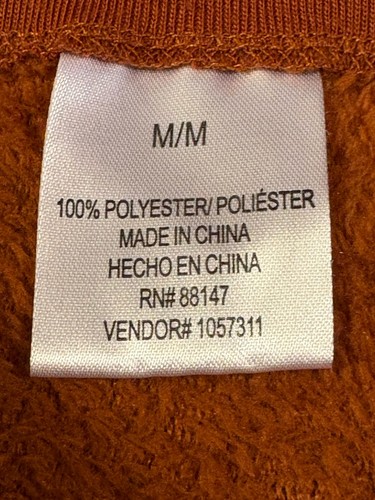 M/M
100% POLYESTER/ POLIÉSTER
MADE IN CHINA
HECHO EN CHINA
RN# 88147
VENDOR# 1057311